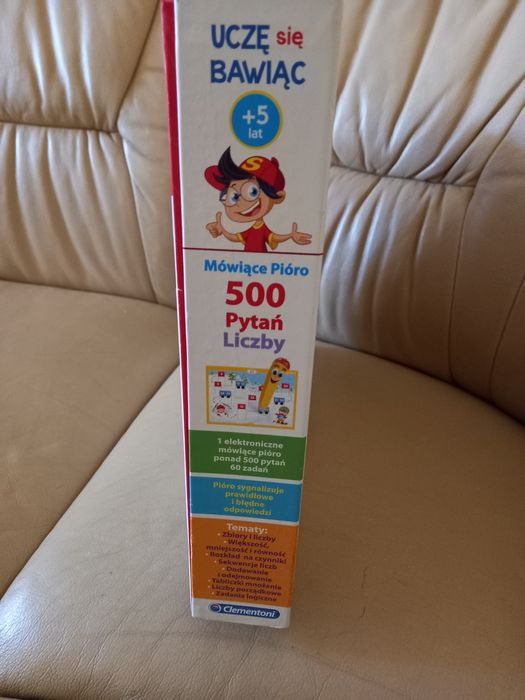 UCZĘ się
BAWIĄC
+5
lat
S
Mówiące Pióro
500
Pytań
Liczby
1 elektroniczne
mówiące pióro
ponad 500 pytań
60 zadań
Pióro sygnalizuje
prawidłowe
i błędne
odpowiedzi
Tematy:
• Zbiory i liczby
• Większość,
mniejszość i równość
• Rozkład na czynniki
• Sekwencje liczb
• Dodawanie
i odejmowanie
• Tabliczki mnożenia
• Liczby porządkowe
• Zadania logiczne
Clementoni